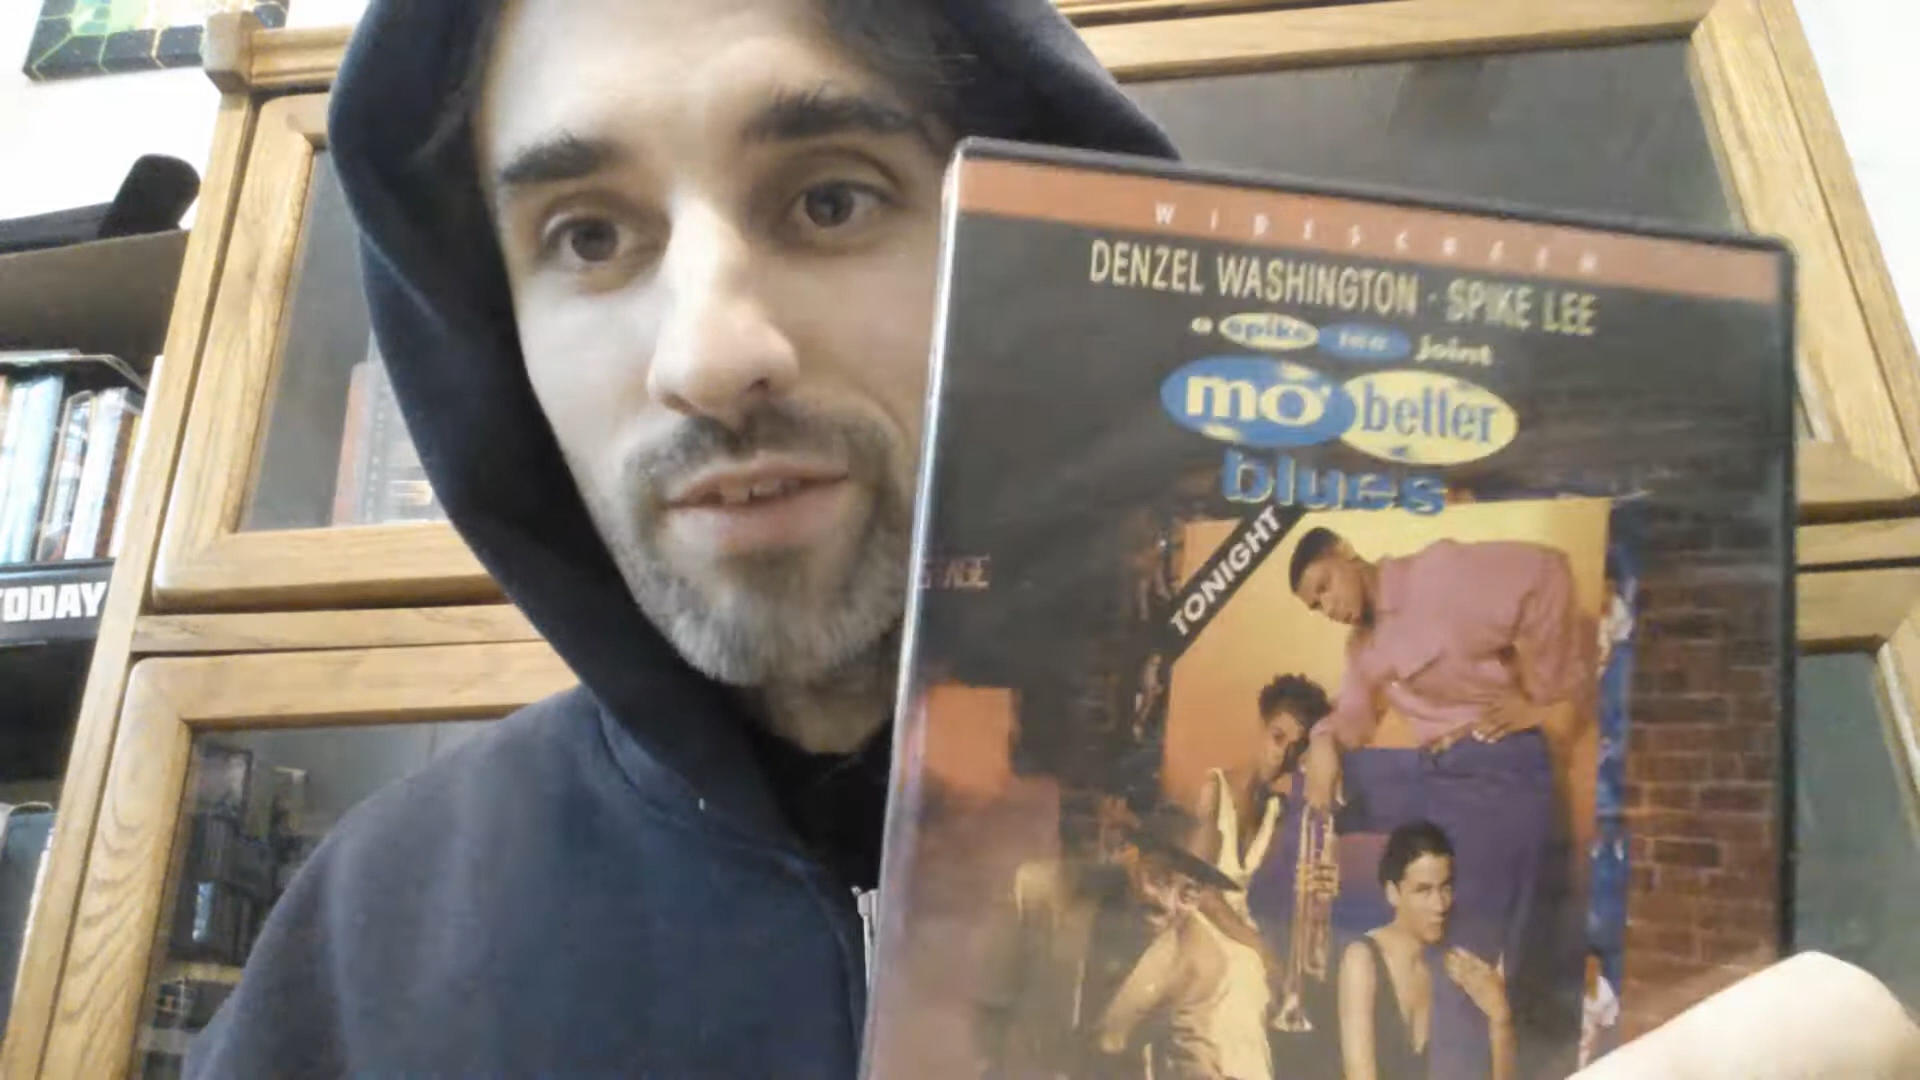 WIDESCREEN
DENZEL WASHINGTON · SPIKE LEE
a spike lee joint
mo' better
blues
TONIGHT
TODAY